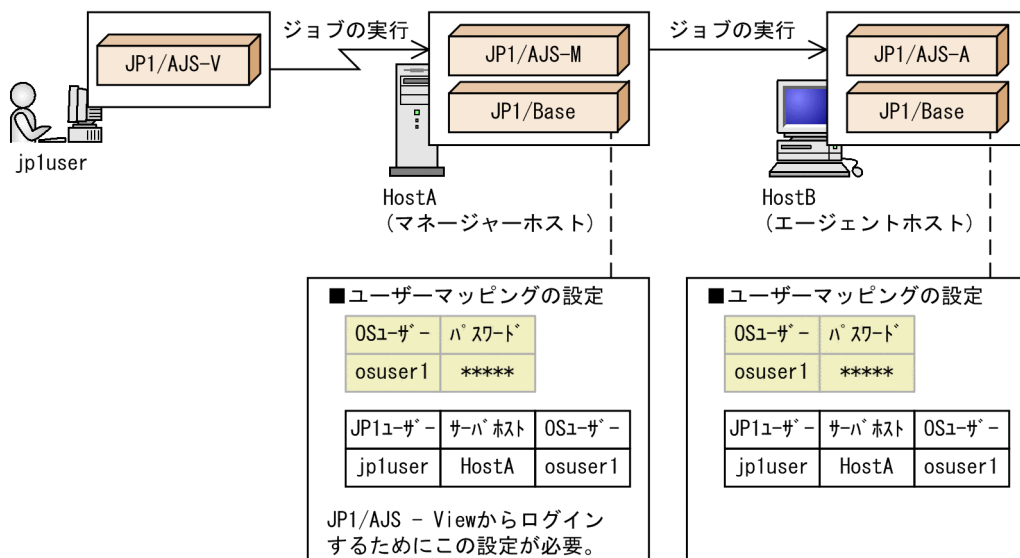 ジョブの実行
ジョブの実行
JP1/AJS-V
JP1/AJS-M
JP1/Base
JP1/AJS-A
JP1/Base
jp1user
HostA
(マネージャーホスト)
HostB
(エージェントホスト)
■ユーザーマッピングの設定
OSユーザー パスワード
osuser1 *****
JP1ユーザー サーバホスト OSユーザー
jp1user HostA osuser1
JP1/AJS - Viewからログイン
するためにこの設定が必要。
■ユーザーマッピングの設定
OSユーザー パスワード
osuser1 *****
JP1ユーザー サーバホスト OSユーザー
jp1user HostA osuser1